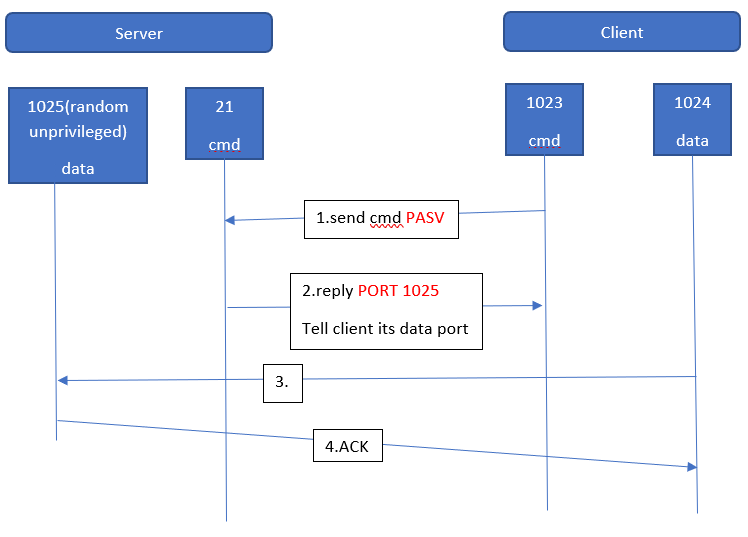 Server
Client
1025(random
unprivileged)
data
21
cmd
1023
cmd
1024
data
1.send cmd PASV
2.reply PORT 1025
Tell client its data port
3.
4.ACK